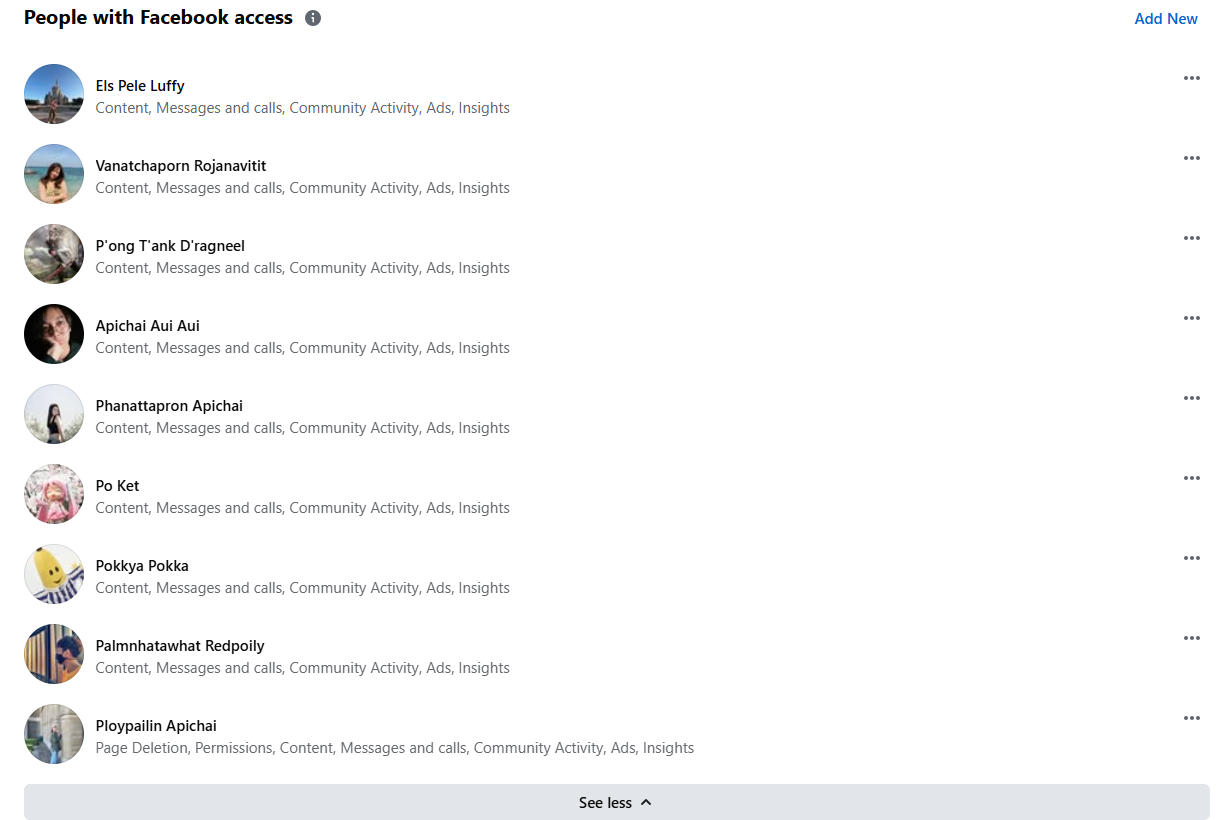 People with Facebook access
Add New
Els Pele Luffy
Content, Messages and calls, Community Activity, Ads, Insights
Vanatchaporn Rojanavitit
Content, Messages and calls, Community Activity, Ads, Insights
P'ong T'ank D'ragneel
Content, Messages and calls, Community Activity, Ads, Insights
Apichai Aui Aui
Content, Messages and calls, Community Activity, Ads, Insights
Phanattapron Apichai
Content, Messages and calls, Community Activity, Ads, Insights
Po Ket
Content, Messages and calls, Community Activity, Ads, Insights
Pokkya Pokka
Content, Messages and calls, Community Activity, Ads, Insights
Palmnhatawhat Redpoily
Content, Messages and calls, Community Activity, Ads, Insights
Ploypailin Apichai
Page Deletion, Permissions, Content, Messages and calls, Community Activity, Ads, Insights
See less